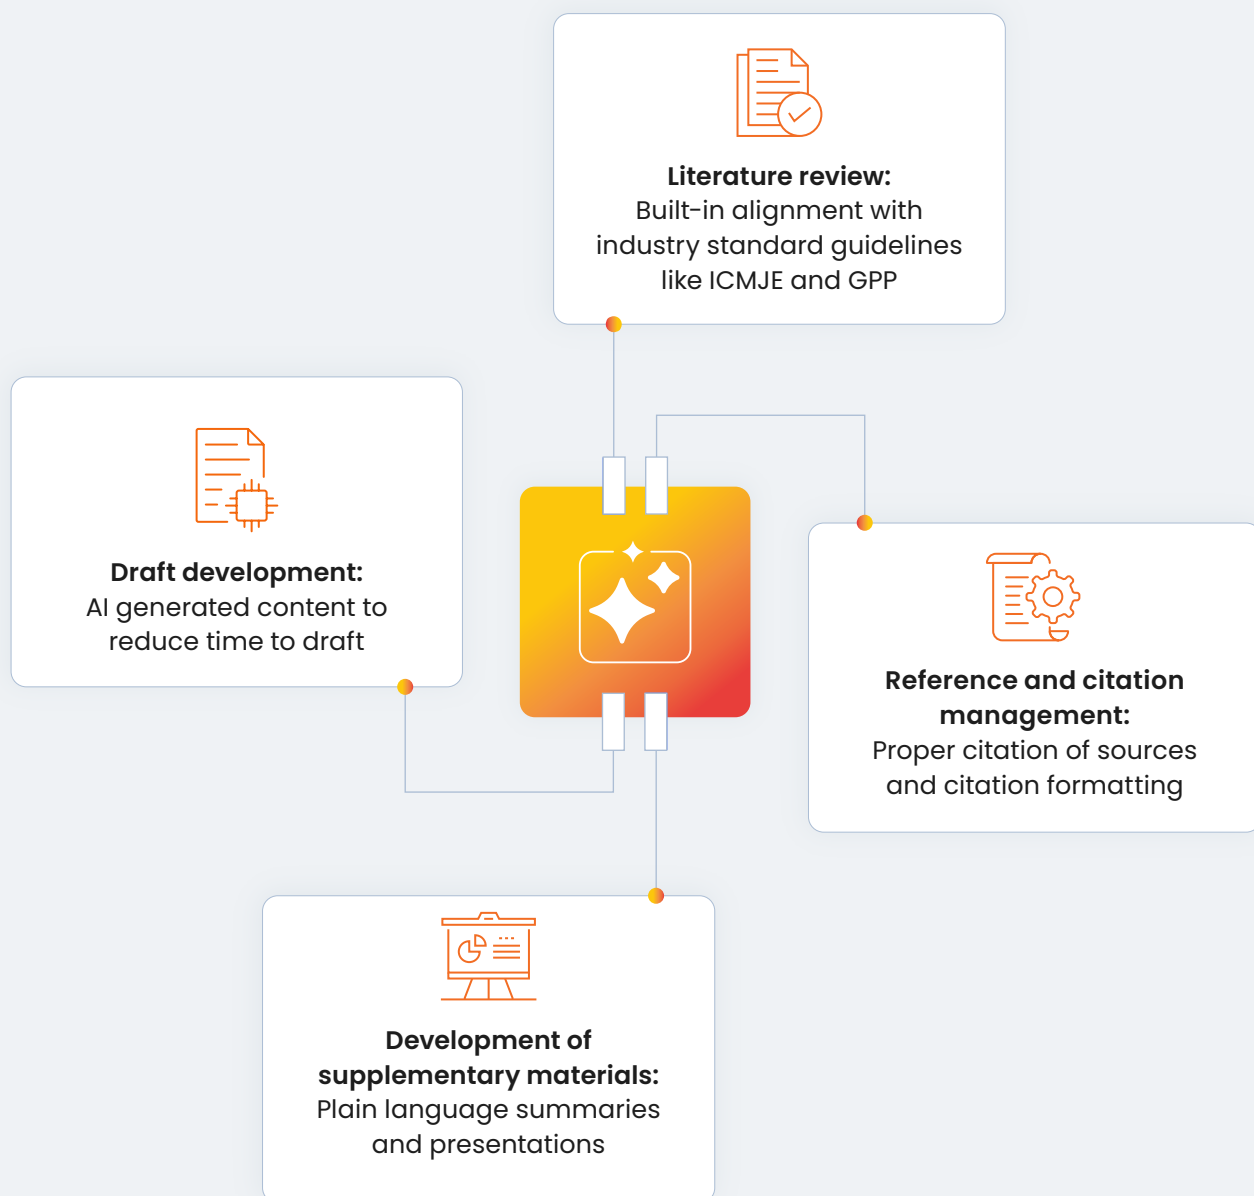 Literature review:
Built-in alignment with
industry standard guidelines
like ICMJE and GPP
Draft development:
AI generated content to
reduce time to draft
Reference and citation
management:
Proper citation of sources
and citation formatting
Development of
supplementary materials:
Plain language summaries
and presentations